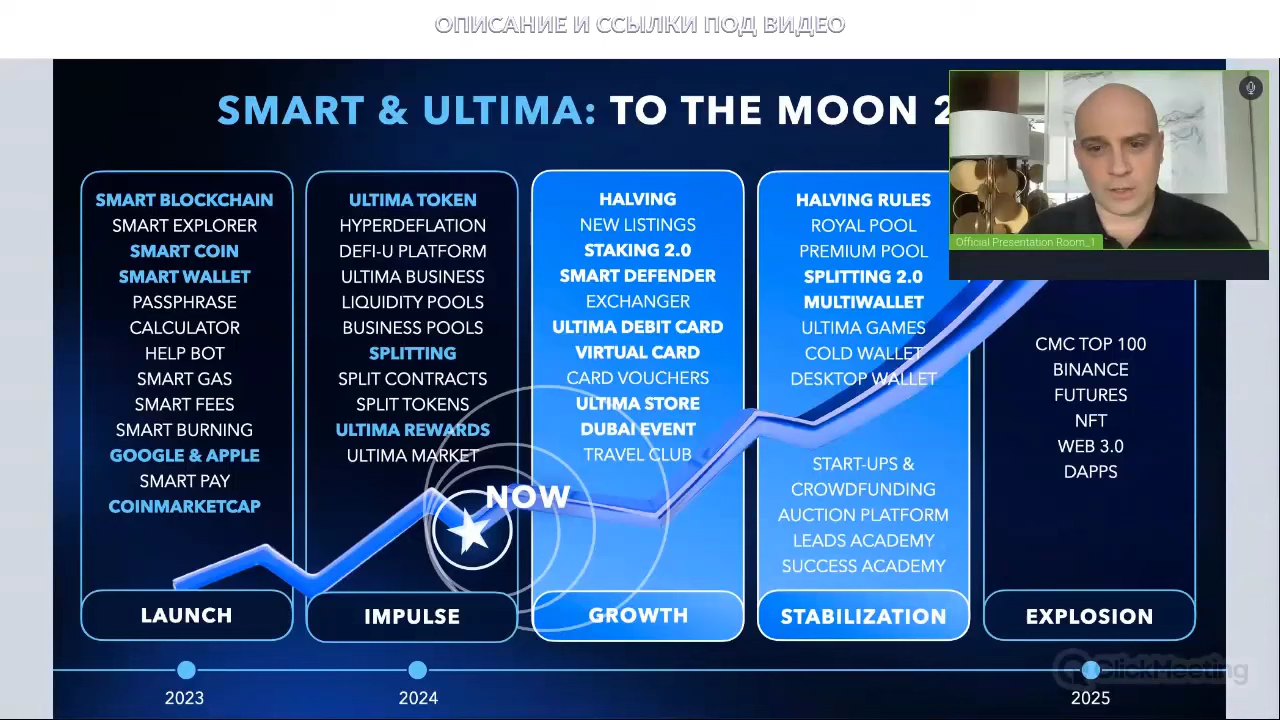 ОПИСАНИЕ И ССЫЛКИ ПОД ВИДЕО
SMART & ULTIMA: TO THE MOON 2
Official Presentation Room_1
SMART BLOCKCHAIN
SMART EXPLORER
SMART COIN
SMART WALLET
PASSPHRASE
CALCULATOR
HELP BOT
SMART GAS
SMART FEES
SMART BURNING
GOOGLE & APPLE
SMART PAY
COINMARKETCAP
LAUNCH
ULTIMA TOKEN
HYPERDEFLATION
DEFI-U PLATFORM
ULTIMA BUSINESS
LIQUIDITY POOLS
BUSINESS POOLS
SPLITTING
SPLIT CONTRACTS
SPLIT TOKENS
ULTIMA REWARDS
ULTIMA MARKET
NOW
IMPULSE
HALVING
NEW LISTINGS
STAKING 2.0
SMART DEFENDER
EXCHANGER
ULTIMA DEBIT CARD
VIRTUAL CARD
CARD VOUCHERS
ULTIMA STORE
DUBAI EVENT
TRAVEL CLUB
GROWTH
HALVING RULES
ROYAL POOL
PREMIUM POOL
SPLITTING 2.0
MULTIWALLET
ULTIMA GAMES
COLD WALLET
DESKTOP WALLET
START-UPS &
CROWDFUNDING
AUCTION PLATFORM
LEADS ACADEMY
SUCCESS ACADEMY
STABILIZATION
CMC TOP 100
BINANCE
FUTURES
NFT
WEB 3.0
DAPPS
EXPLOSION
ClickMeeting
2023
2024
2025